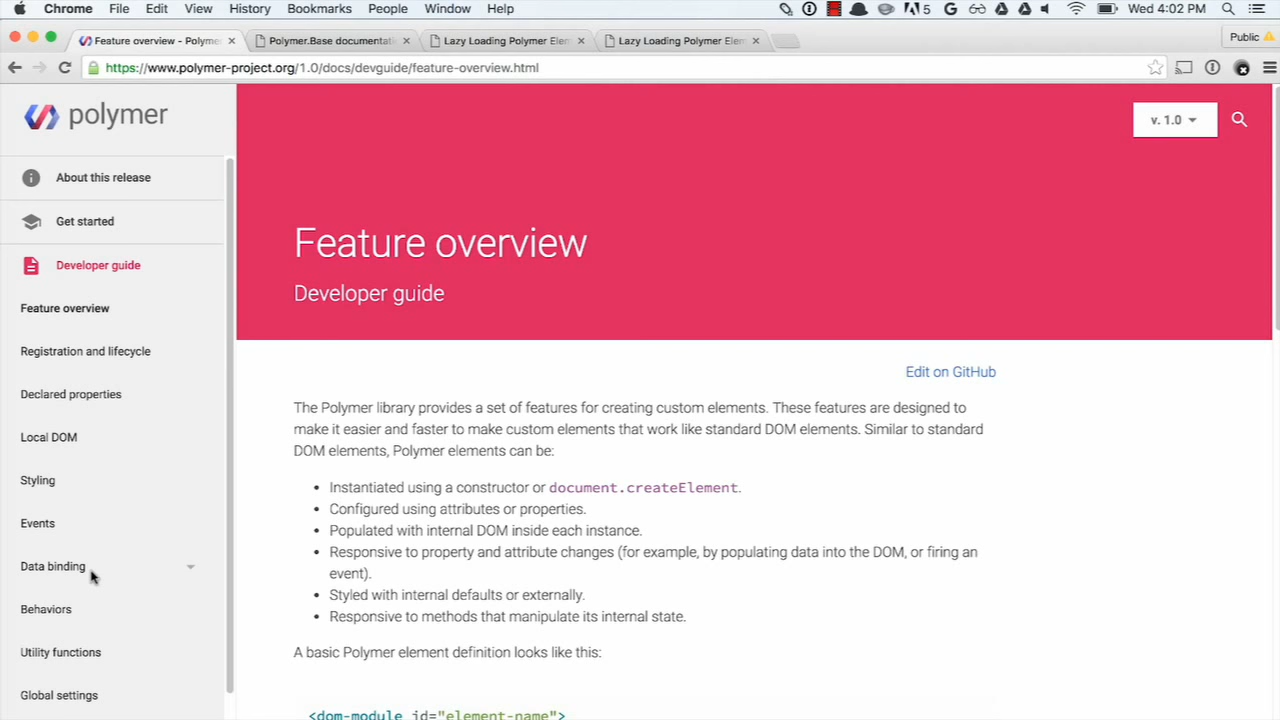 Chrome File Edit View History Bookmarks People Window Help 5 Wed 4:02 PM
Feature overview - Polyme Polymer.Base documentati Lazy Loading Polymer Elem Lazy Loading Polymer Elem Public
https://www.polymer-project.org/1.0/docs/devguide/feature-overview.html
polymer
v. 1.0
About this release
Get started
Developer guide
Feature overview
Registration and lifecycle
Declared properties
Local DOM
Styling
Events
Data binding
Behaviors
Utility functions
Global settings
Feature overview
Developer guide
Edit on GitHub
The Polymer library provides a set of features for creating custom elements. These features are designed to
make it easier and faster to make custom elements that work like standard DOM elements. Similar to standard
DOM elements, Polymer elements can be:
• Instantiated using a constructor or document.createElement.
• Configured using attributes or properties.
• Populated with internal DOM inside each instance.
• Responsive to property and attribute changes (for example, by populating data into the DOM, or firing an
event).
• Styled with internal defaults or externally.
• Responsive to methods that manipulate its internal state.
A basic Polymer element definition looks like this:
<dom-module id="element-name">